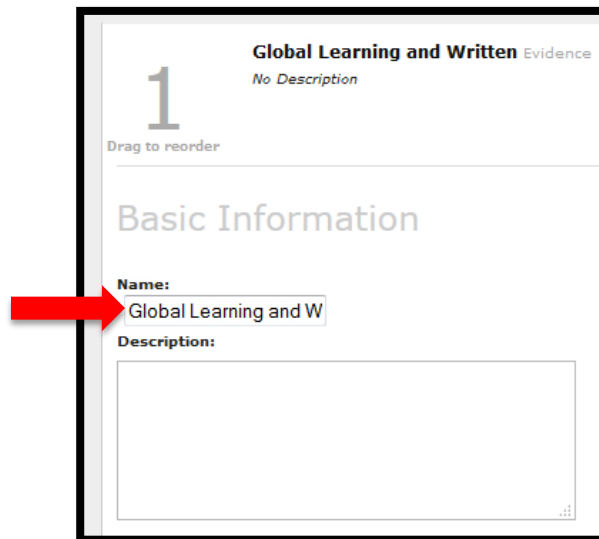 Global Learning and Written Evidence
No Description
1
Drag to reorder
Basic Information
Name:
Global Learning and W
Description: